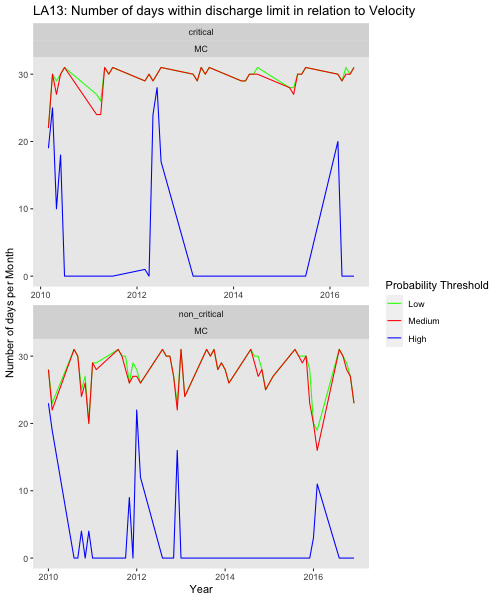 LA13: Number of days within discharge limit in relation to Velocity
critical
MC
30
20
10
0
2010 2012 2014 2016
Number of days per Month
non_critical
MC
30
20
10
0
2010 2012 2014 2016
Year
Probability Threshold
Low
Medium
High